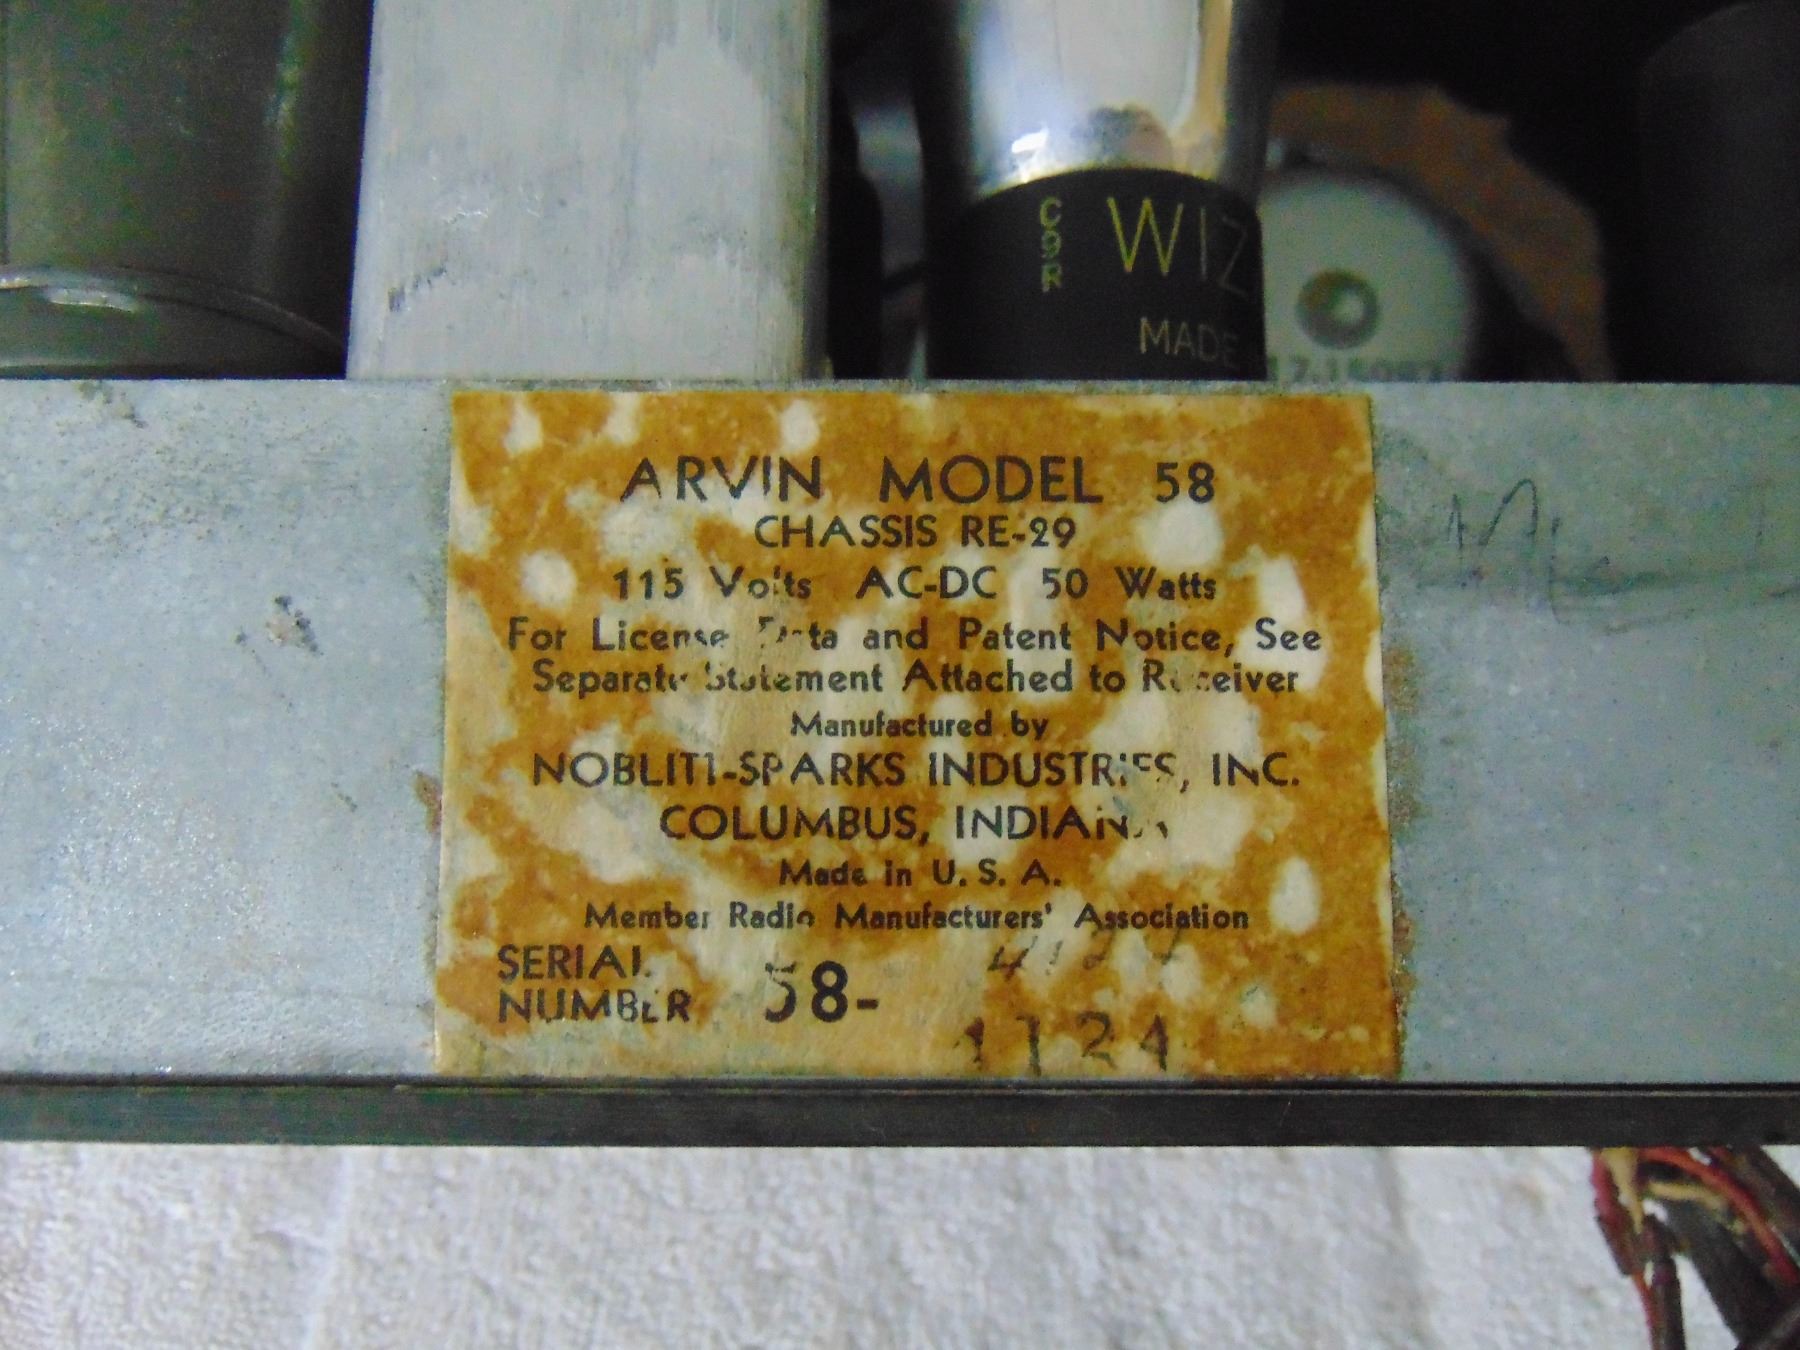 C9R
WIZ
MADE
ARVIN MODEL 58
CHASSIS RE-29
115 Volts AC-DC 50 Watts
For License Data and Patent Notice, See
Separate Statement Attached to Receiver
Manufactured by
NOBLITT-SPARKS INDUSTRIES, INC.
COLUMBUS, INDIANA
Made in U. S. A.
Member Radio Manufacturers' Association
SERIAL
NUMBER 58-